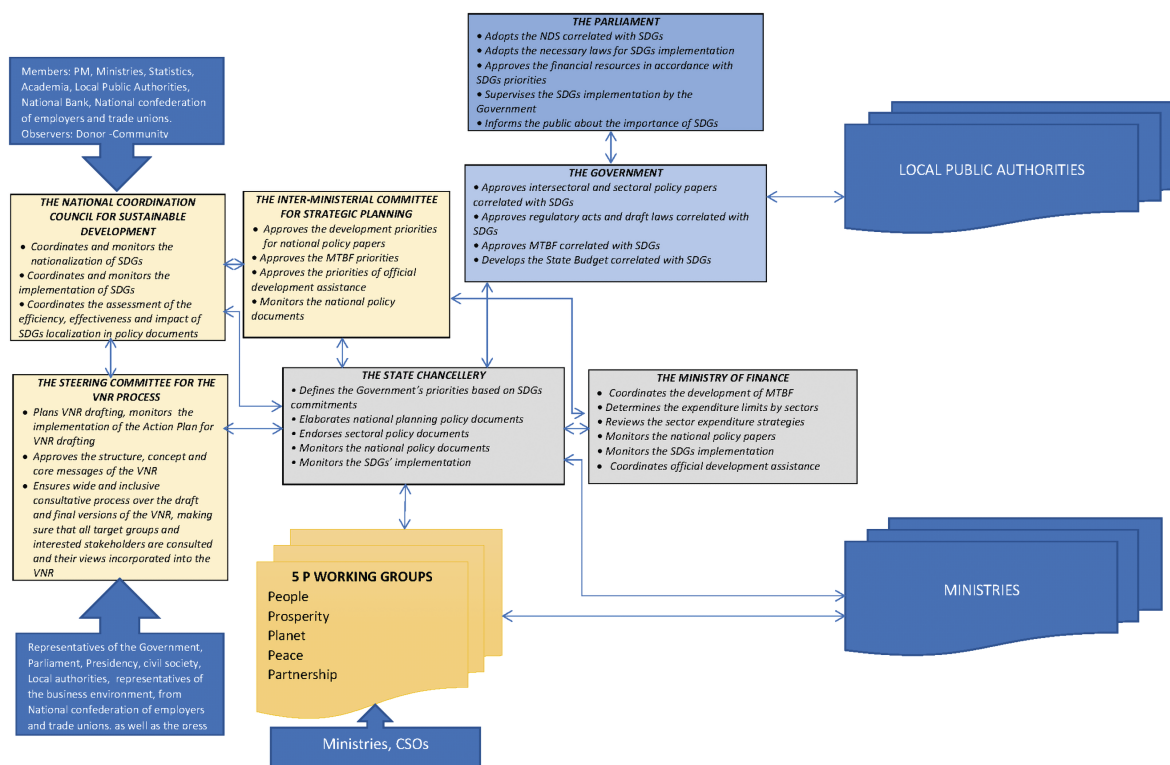 THE PARLIAMENT
• Adopts the NDS correlated with SDGs
• Adopts the necessary laws for SDGs implementation
• Approves the financial resources in accordance with
SDGs priorities
• Supervises the SDGs implementation by the
Government
• Informs the public about the importance of SDGs
Members: PM, Ministries, Statistics,
Academia, Local Public Authorities,
National Bank, National confederation
of employers and trade unions.
Observers: Donor -Community
LOCAL PUBLIC AUTHORITIES
THE GOVERNMENT
• Approves intersectoral and sectoral policy papers
correlated with SDGs
• Approves regulatory acts and draft laws correlated with
SDGs
• Approves MTBF correlated with SDGs
• Develops the State Budget correlated with SDGs
THE NATIONAL COORDINATION
COUNCIL FOR SUSTAINABLE
DEVELOPMENT
• Coordinates and monitors the
nationalization of SDGs
• Coordinates and monitors the
implementation of SDGs
• Coordinates the assessment of the
efficiency, effectiveness and impact of
SDGs localization in policy documents
THE INTER-MINISTERIAL COMMITTEE
FOR STRATEGIC PLANNING
• Approves the development priorities
for national policy papers
• Approves the MTBF priorities
• Approves the priorities of official
development assistance
• Monitors the national policy
documents
THE STEERING COMMITTEE FOR THE
VNR PROCESS
• Plans VNR drafting, monitors the
implementation of the Action Plan for
VNR drafting
• Approves the structure, concept and
core messages of the VNR
• Ensures wide and inclusive
consultative process over the draft
and final versions of the VNR, making
sure that all target groups and
interested stakeholders are consulted
and their views incorporated into the
VNR
THE STATE CHANCELLERY
• Defines the Government's priorities based on SDGs
commitments
• Elaborates national planning policy documents
• Endorses sectoral policy documents
• Monitors the national policy documents
• Monitors the SDGs' implementation
THE MINISTRY OF FINANCE
• Coordinates the development of MTBF
• Determines the expenditure limits by sectors
• Reviews the sector expenditure strategies
• Monitors the national policy papers
• Monitors the SDGs implementation
• Coordinates official development assistance
5 P WORKING GROUPS
People
Prosperity
Planet
Peace
Partnership
MINISTRIES
Representatives of the Government,
Parliament, Presidency, civil society,
Local authorities, representatives
of the business environment, from
National confederation of employers
and trade unions. as well as the press
Ministries, CSOs